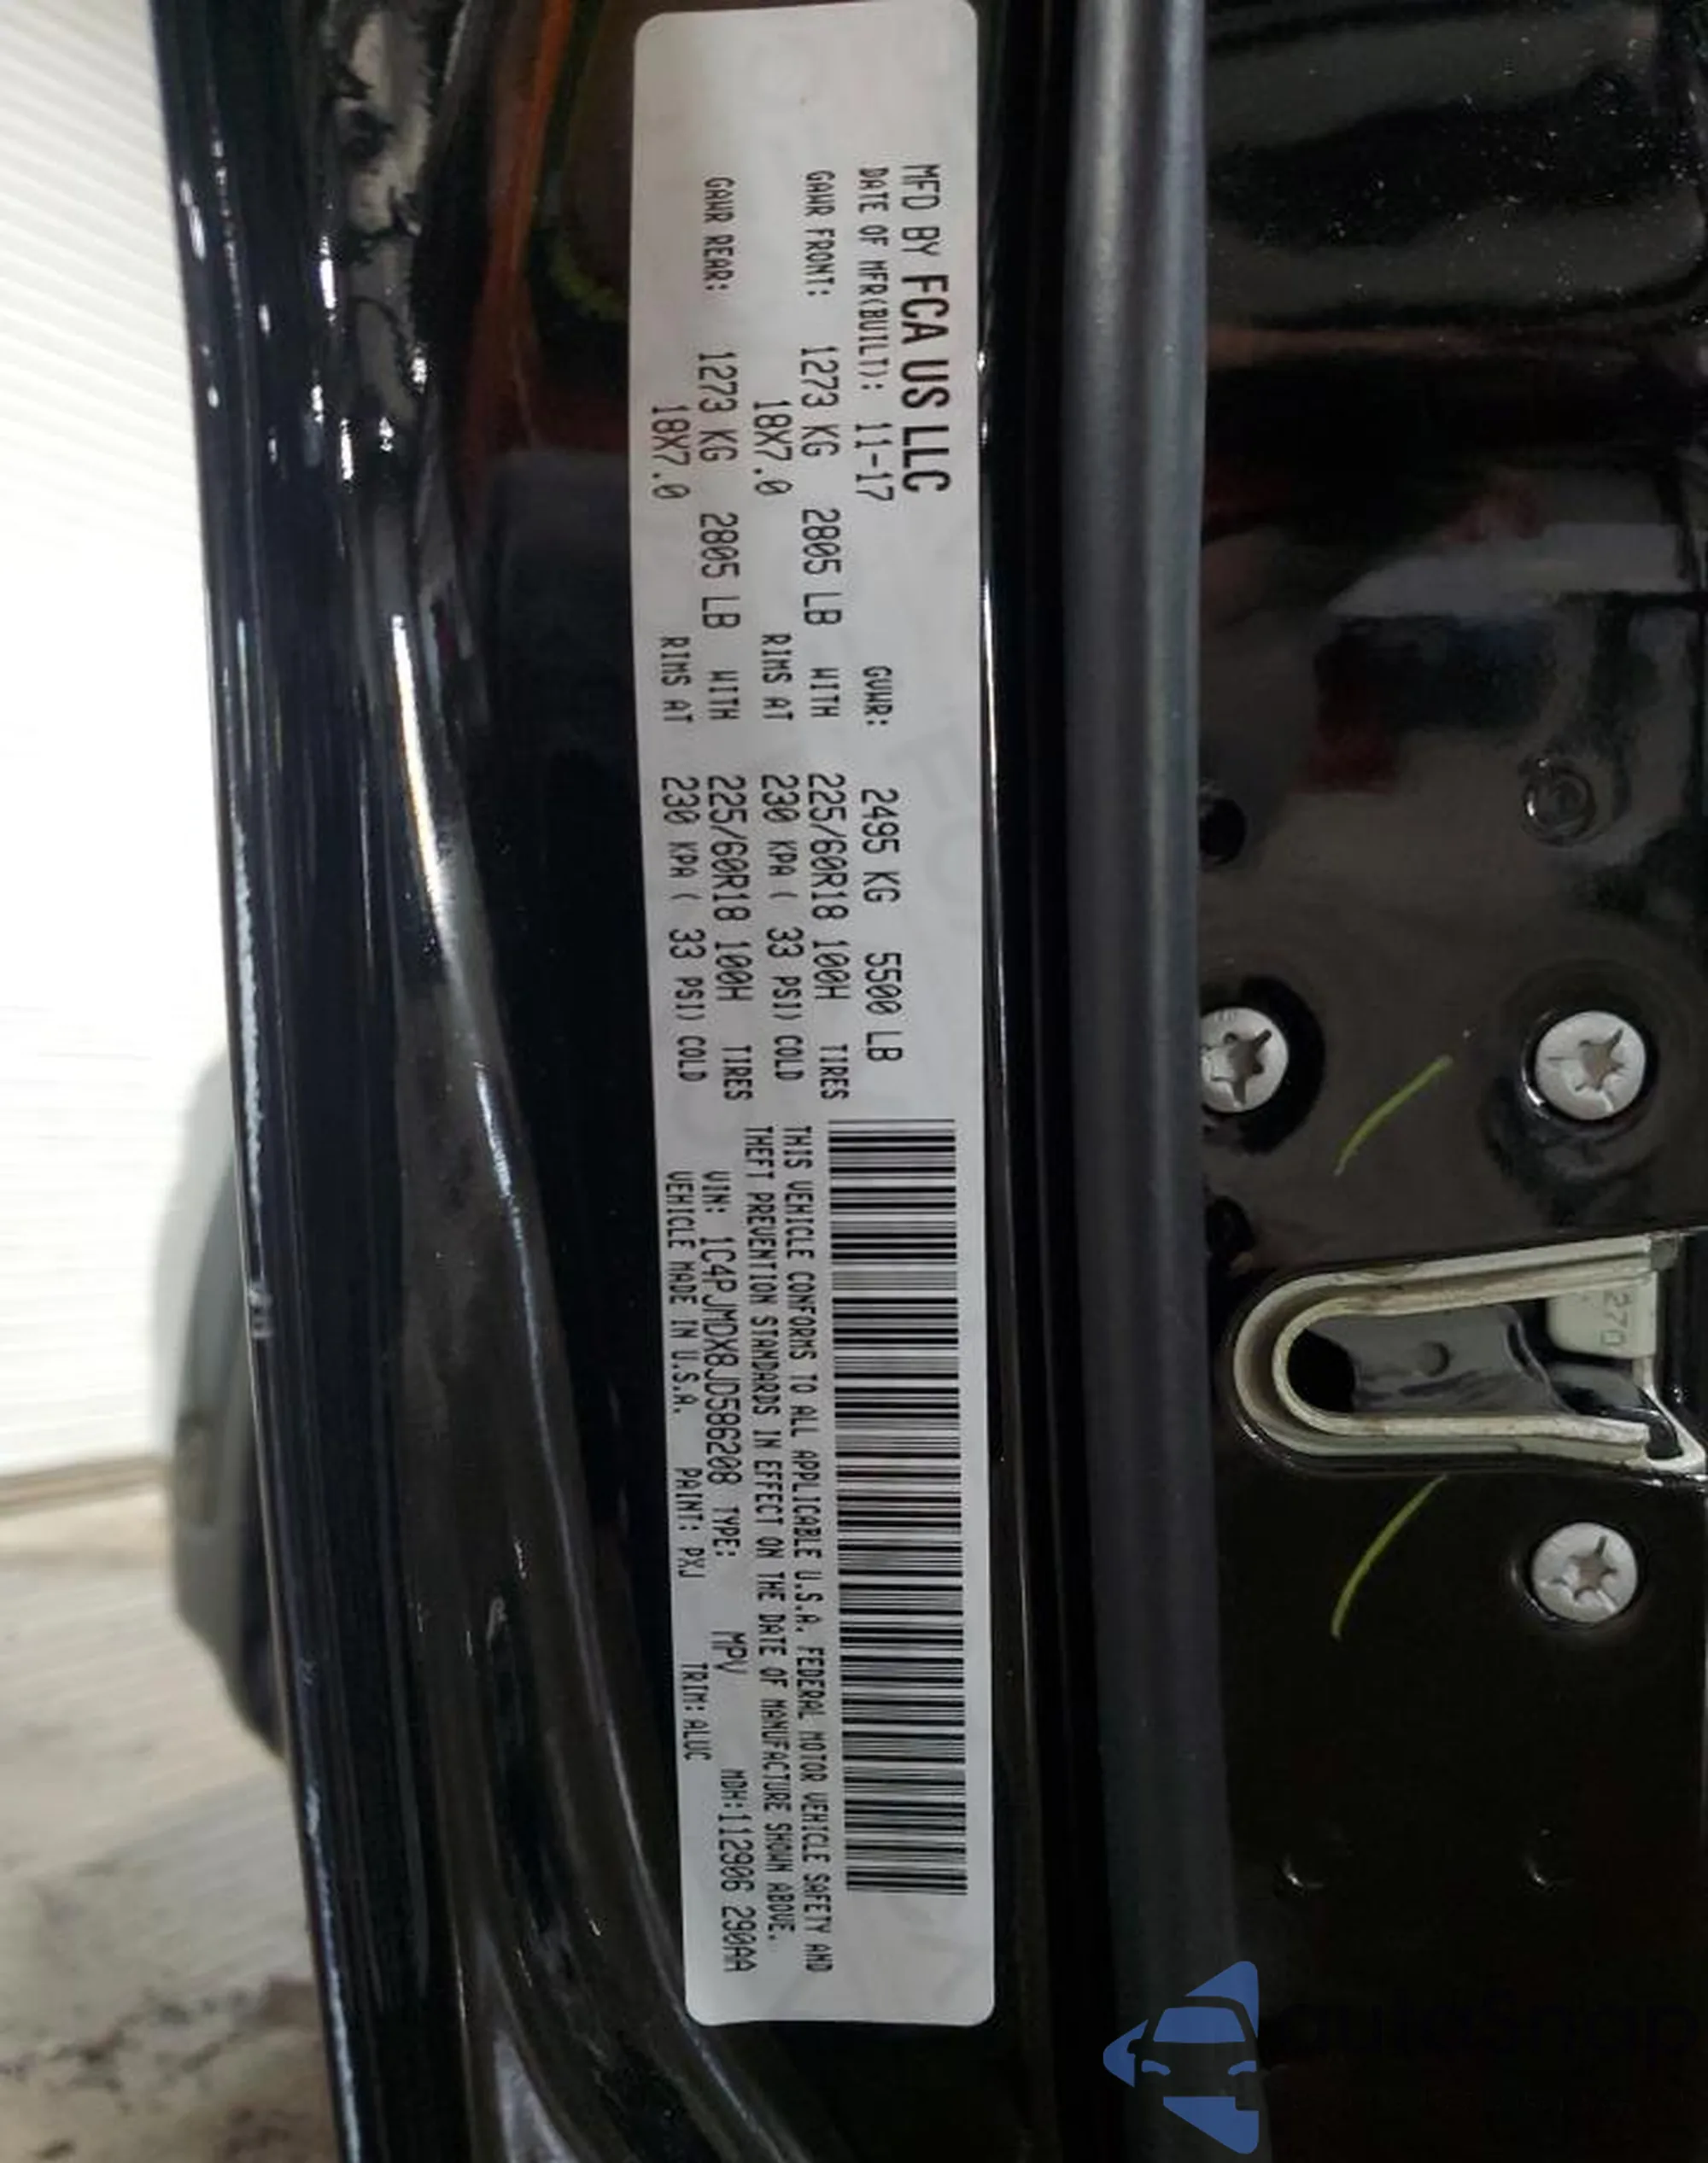 MFD BY FCA US LLC
DATE OF MFR(BUILT): 11-17 GVWR: 2495 KG 5500 LB
GAWR FRONT: 1273 KG 2805 LB WITH 225/60R18 100H TIRES
18X7.0 RIMS AT 230 KPA ( 33 PSI) COLD
GAWR REAR: 1273 KG 2805 LB WITH 225/60R18 100H TIRES
18X7.0 RIMS AT 230 KPA ( 33 PSI) COLD
THIS VEHICLE CONFORMS TO ALL APPLICABLE U.S.A. FEDERAL MOTOR VEHICLE SAFETY AND
THEFT PREVENTION STANDARDS IN EFFECT ON THE DATE OF MANUFACTURE SHOWN ABOVE.
VIN: 1C4PJMDX8JD586208 TYPE: MPV MDH:112906 290AA
VEHICLE MADE IN U.S.A. PAINT: PXJ TRIM: ALUC
270